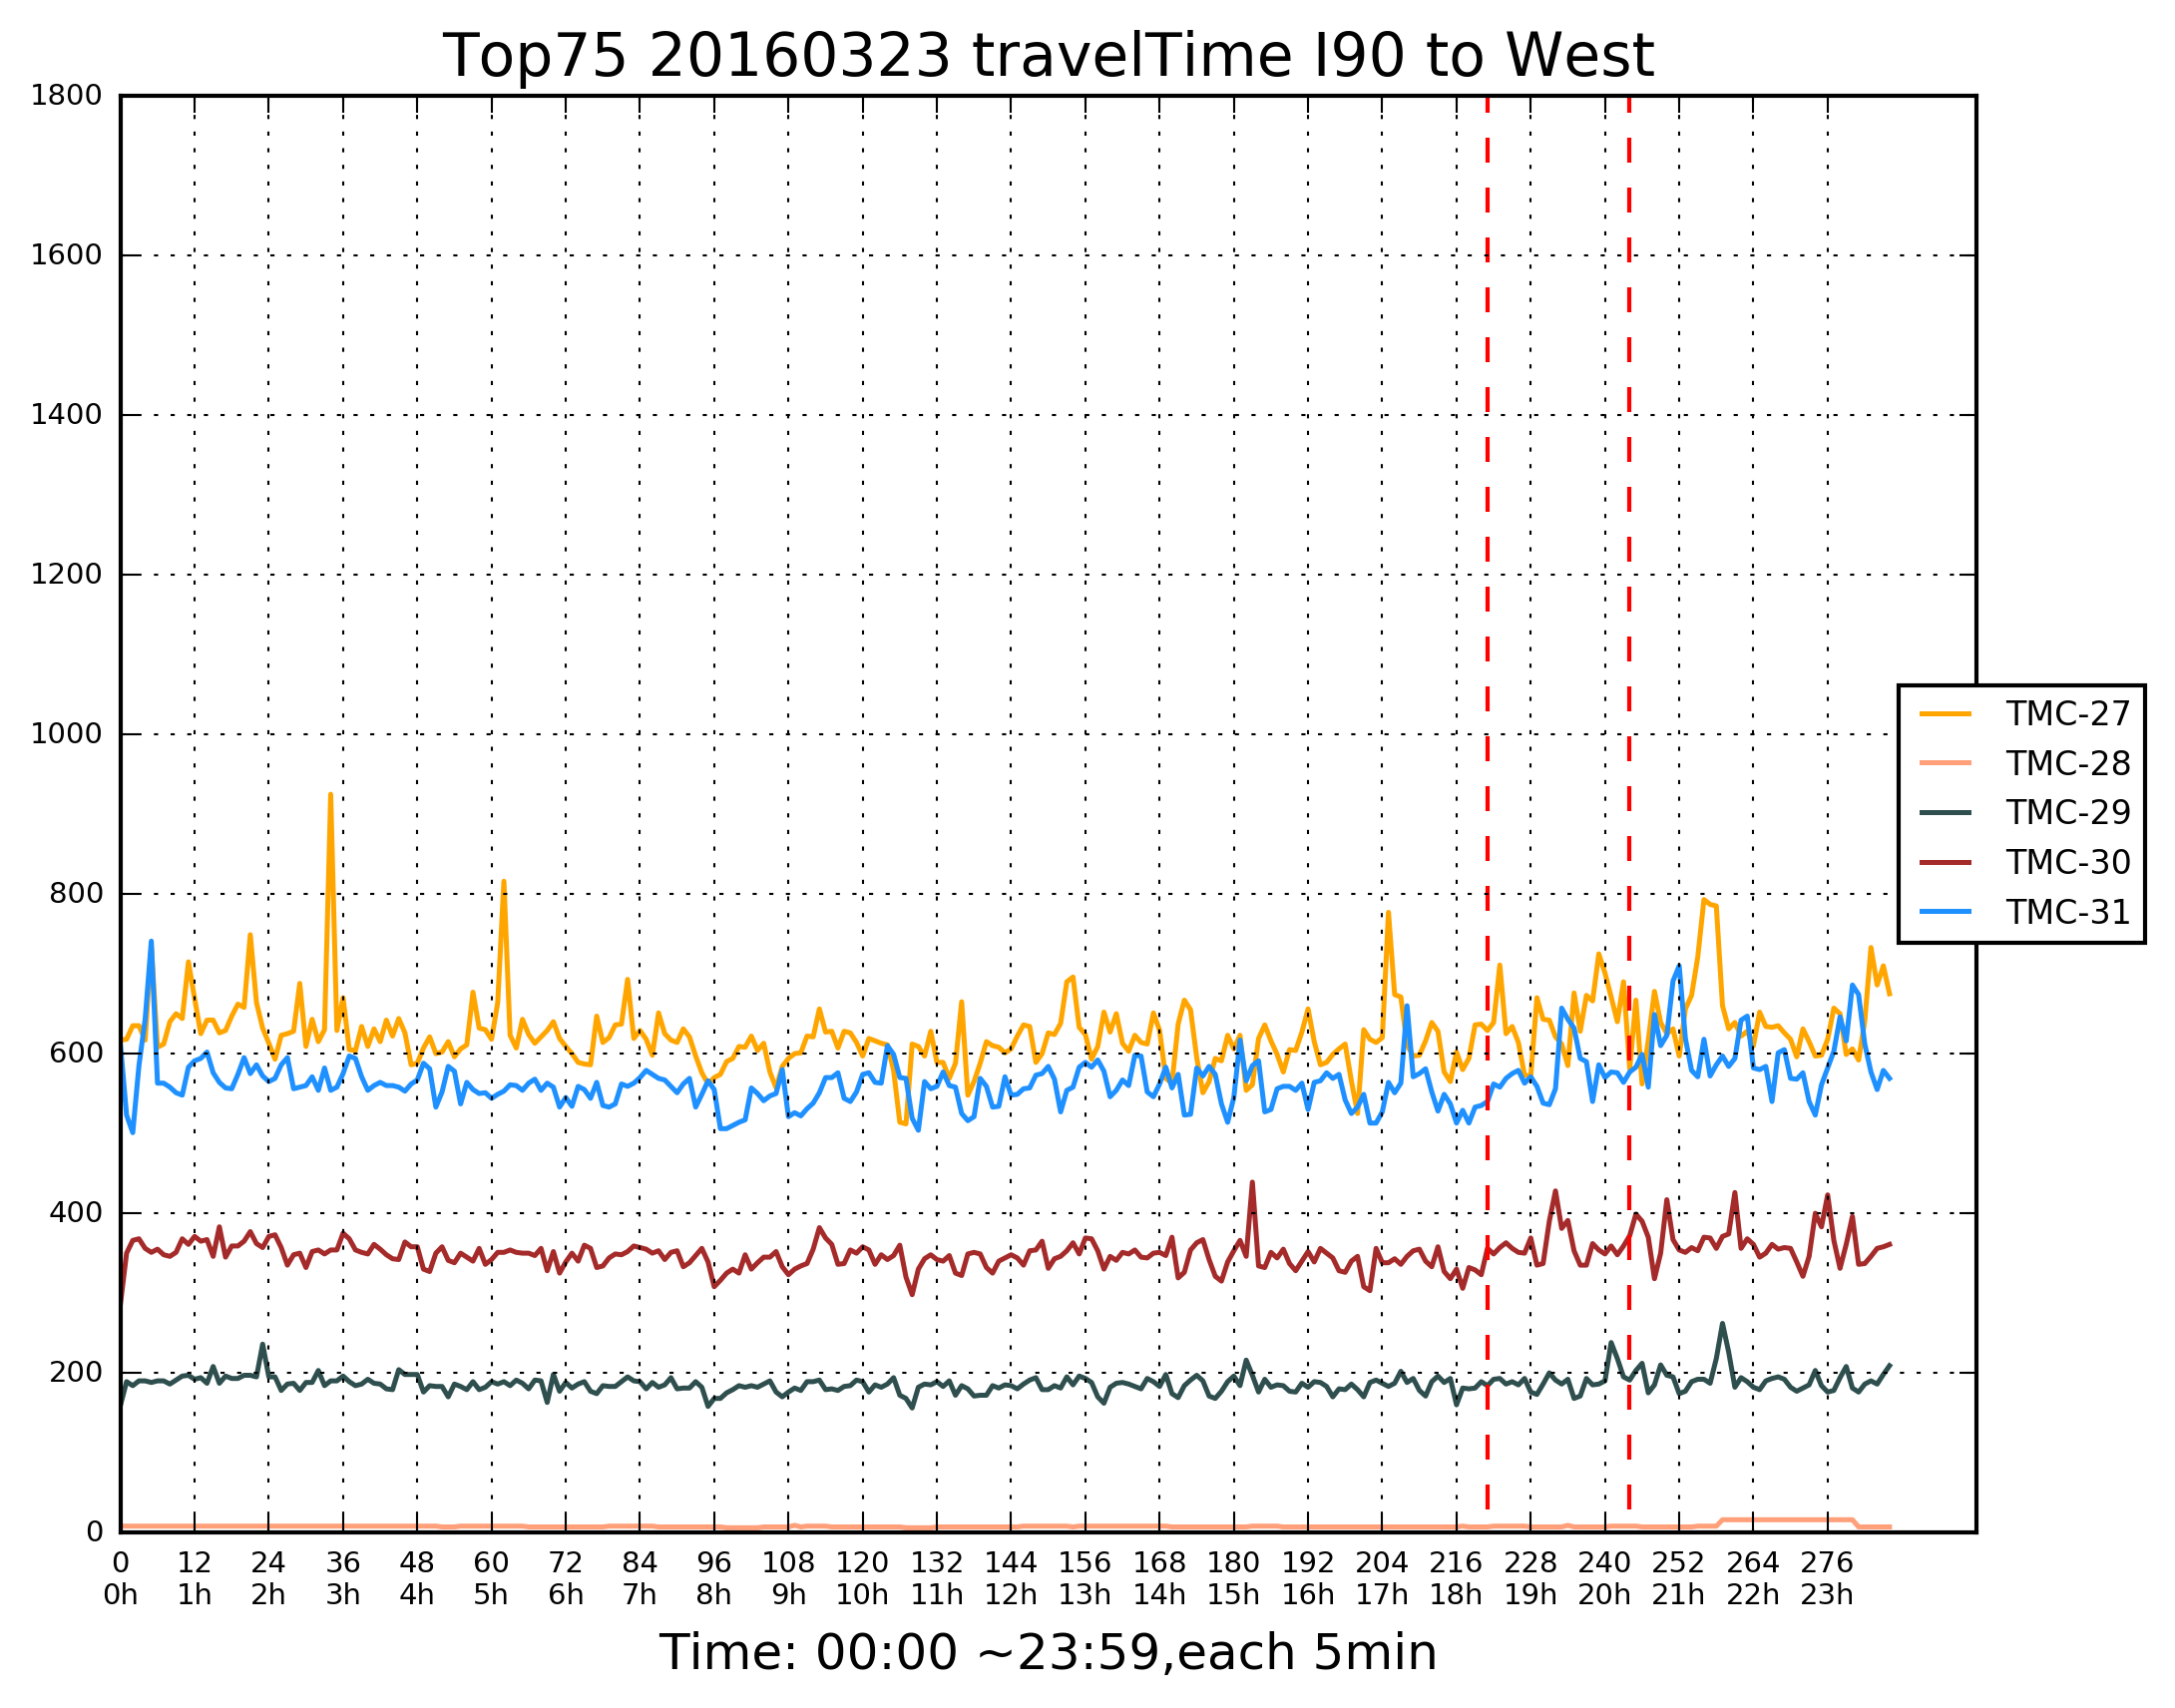 Top75 20160323 travelTime I90 to West
1800
1600
1400
1200
1000
800
600
400
200
0
TMC-27
TMC-28
TMC-29
TMC-30
TMC-31
0 12 24 36 48 60 72 84 96 108 120 132 144 156 168 180 192 204 216 228 240 252 264 276
0h 1h 2h 3h 4h 5h 6h 7h 8h 9h 10h 11h 12h 13h 14h 15h 16h 17h 18h 19h 20h 21h 22h 23h
Time: 00:00 ~23:59,each 5min